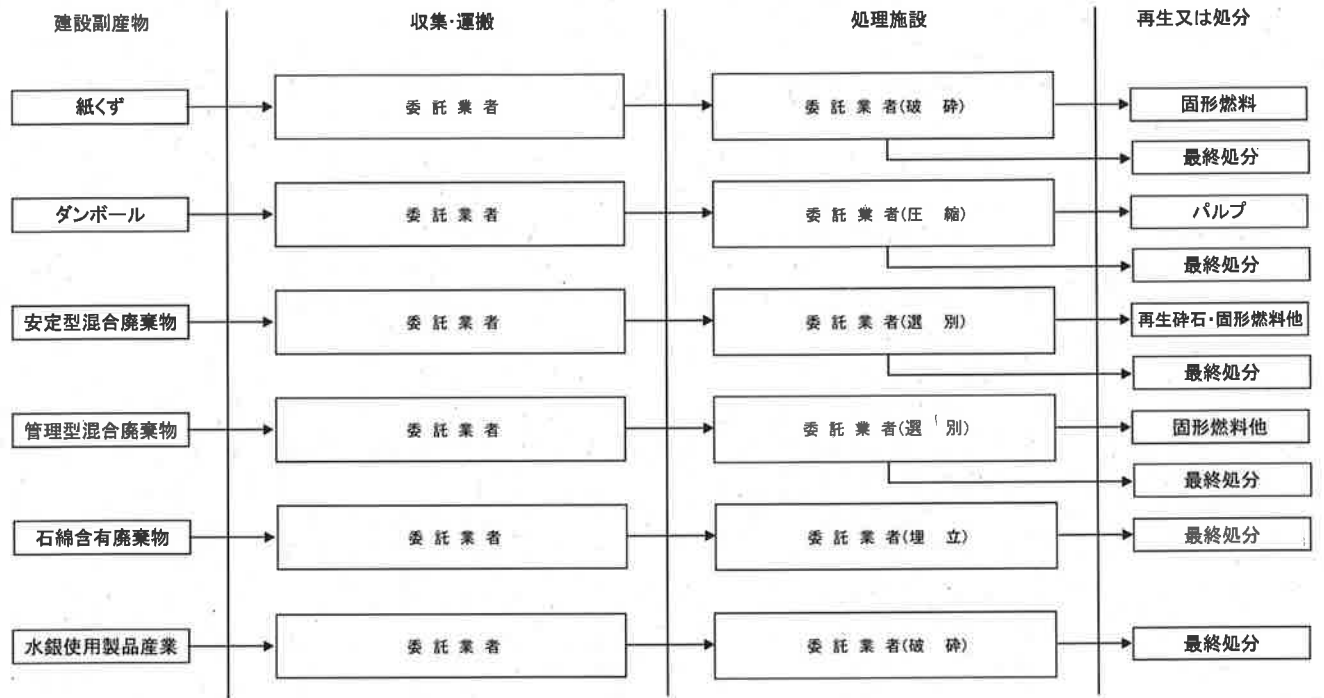 建設副産物 収集・運搬 処理施設 再生又は処分
紙くず 委託業者 委託業者(破 砕) 固形燃料
最終処分
ダンボール 委託業者 委託業者(圧 縮) パルプ
最終処分
安定型混合廃棄物 委託業者 委託業者(選 別) 再生砕石・固形燃料他
最終処分
管理型混合廃棄物 委託業者 委託業者(選 別) 固形燃料他
最終処分
石綿含有廃棄物 委託業者 委託業者(埋 立) 最終処分
水銀使用製品産業 委託業者 委託業者(破 砕) 最終処分